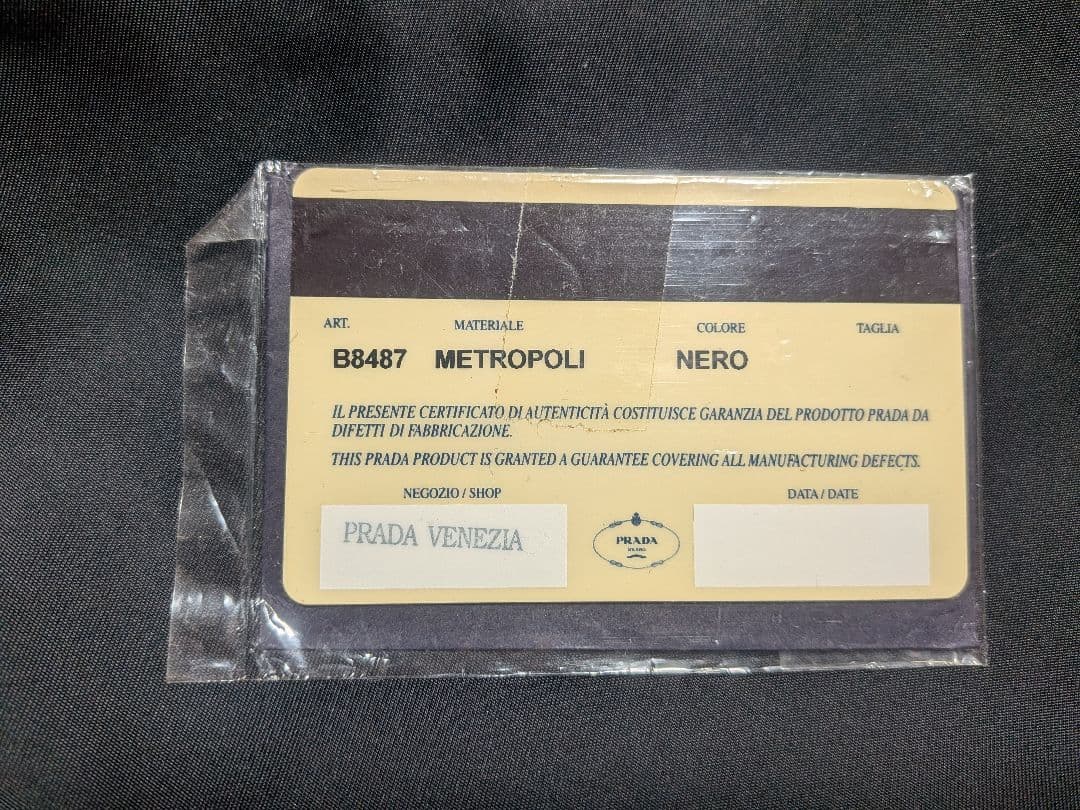 ART. MATERIALE COLORE TAGLIA
B8487 METROPOLI NERO
IL PRESENTE CERTIFICATO DI AUTENTICITÀ COSTITUISCE GARANZIA DEL PRODOTTO PRADA DA
DIFETTI DI FABBRICAZIONE.
THIS PRADA PRODUCT IS GRANTED A GUARANTEE COVERING ALL MANUFACTURING DEFECTS.
NEGOZIO / SHOP DATA / DATE
PRADA VENEZIA
PRADA
MILANO